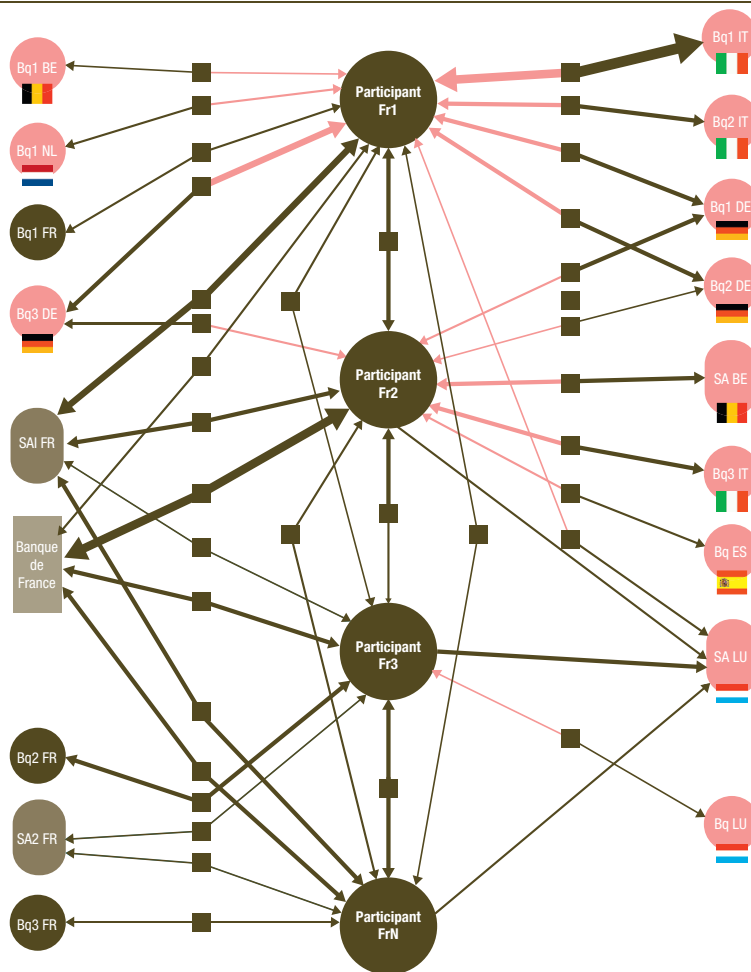 Bq1 BE
Bq1 NL
Bq1 FR
Bq3 DE
SAI FR
Banque
de
France
Bq2 FR
SA2 FR
Bq3 FR
Participant
Fr1
Participant
Fr2
Participant
Fr3
Participant
FrN
Bq1 IT
Bq2 IT
Bq1 DE
Bq2 DE
SA BE
Bq3 IT
Bq ES
SA LU
Bq LU